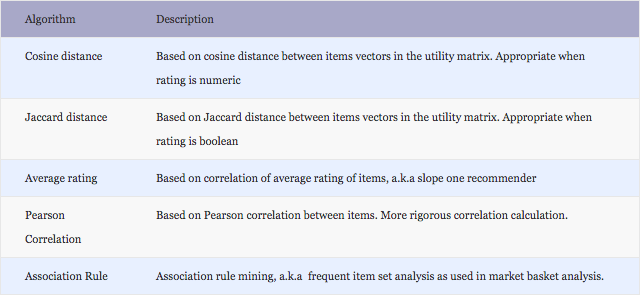 Algorithm Description
Cosine distance Based on cosine distance between items vectors in the utility matrix. Appropriate when
rating is numeric
Jaccard distance Based on Jaccard distance between items vectors in the utility matrix. Appropriate when
rating is boolean
Average rating Based on correlation of average rating of items, a.k.a slope one recommender
Pearson Based on Pearson correlation between items. More rigorous correlation calculation.
Correlation
Association Rule Association rule mining, a.k.a frequent item set analysis as used in market basket analysis.